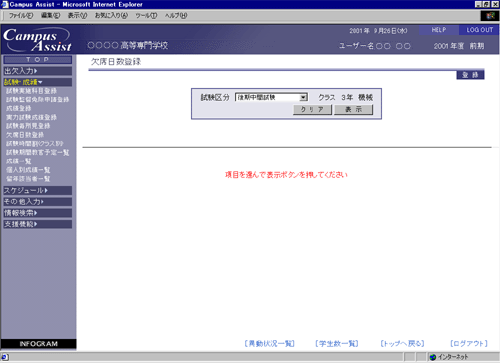 Campus Assist - Microsoft Internet Explorer
ファイル(F) 編集(E) 表示(V) お気に入り(A) ツール(T) ヘルプ(H)
Campus Assist
2001年 9月26日(水) HELP LOG OUT
○○○○高等専門学校 ユーザー名○○ ○○ 2001年度 前期
TOP
出欠入力
試験・成績
試験実施科目登録
試験監督免除申請登録
成績登録
実力試験成績登録
試験者所見登録
欠席日数登録
試験時間割(クラス別)
試験期間教官予定一覧
成績一覧
個人別成績一覧
留年該当者一覧
スケジュール
その他入力
情報検索
支援機能
INFOGRAM
欠席日数登録
登録
試験区分 後期中間試験 クラス 3年 機械
クリア 表示
項目を選んで表示ボタンを押してください
[異動状況一覧] [学生数一覧] [トップへ戻る] [ログアウト]
インターネット